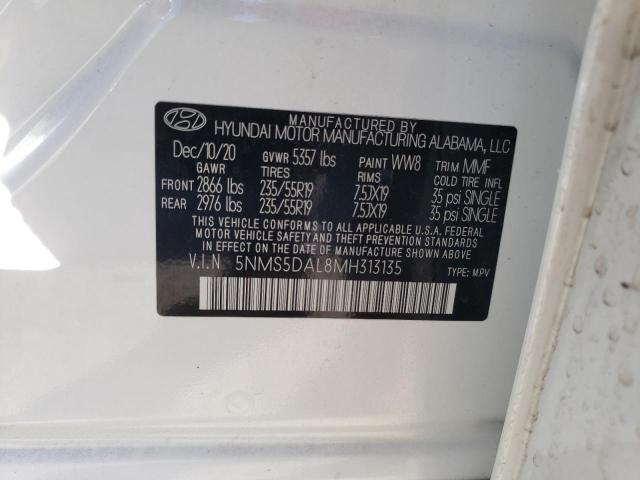 MANUFACTURED BY
HYUNDAI MOTOR MANUFACTURING ALABAMA, LLC
Dec/10/20 GVWR 5357 lbs PAINT WW8 TRIM MMF
GAWR TIRES RIMS COLD TIRE INFL
FRONT 2866 lbs 235/55R19 7.5JX19 35 psi SINGLE
REAR 2976 lbs 235/55R19 7.5JX19 35 psi SINGLE
THIS VEHICLE CONFORMS TO ALL APPLICABLE U.S.A. FEDERAL
MOTOR VEHICLE SAFETY AND THEFT PREVENTION STANDARDS
IN EFFECT ON THE DATE OF MANUFACTURE SHOWN ABOVE.
V.I.N 5NMS5DAL8MH313135 TYPE: M.PV